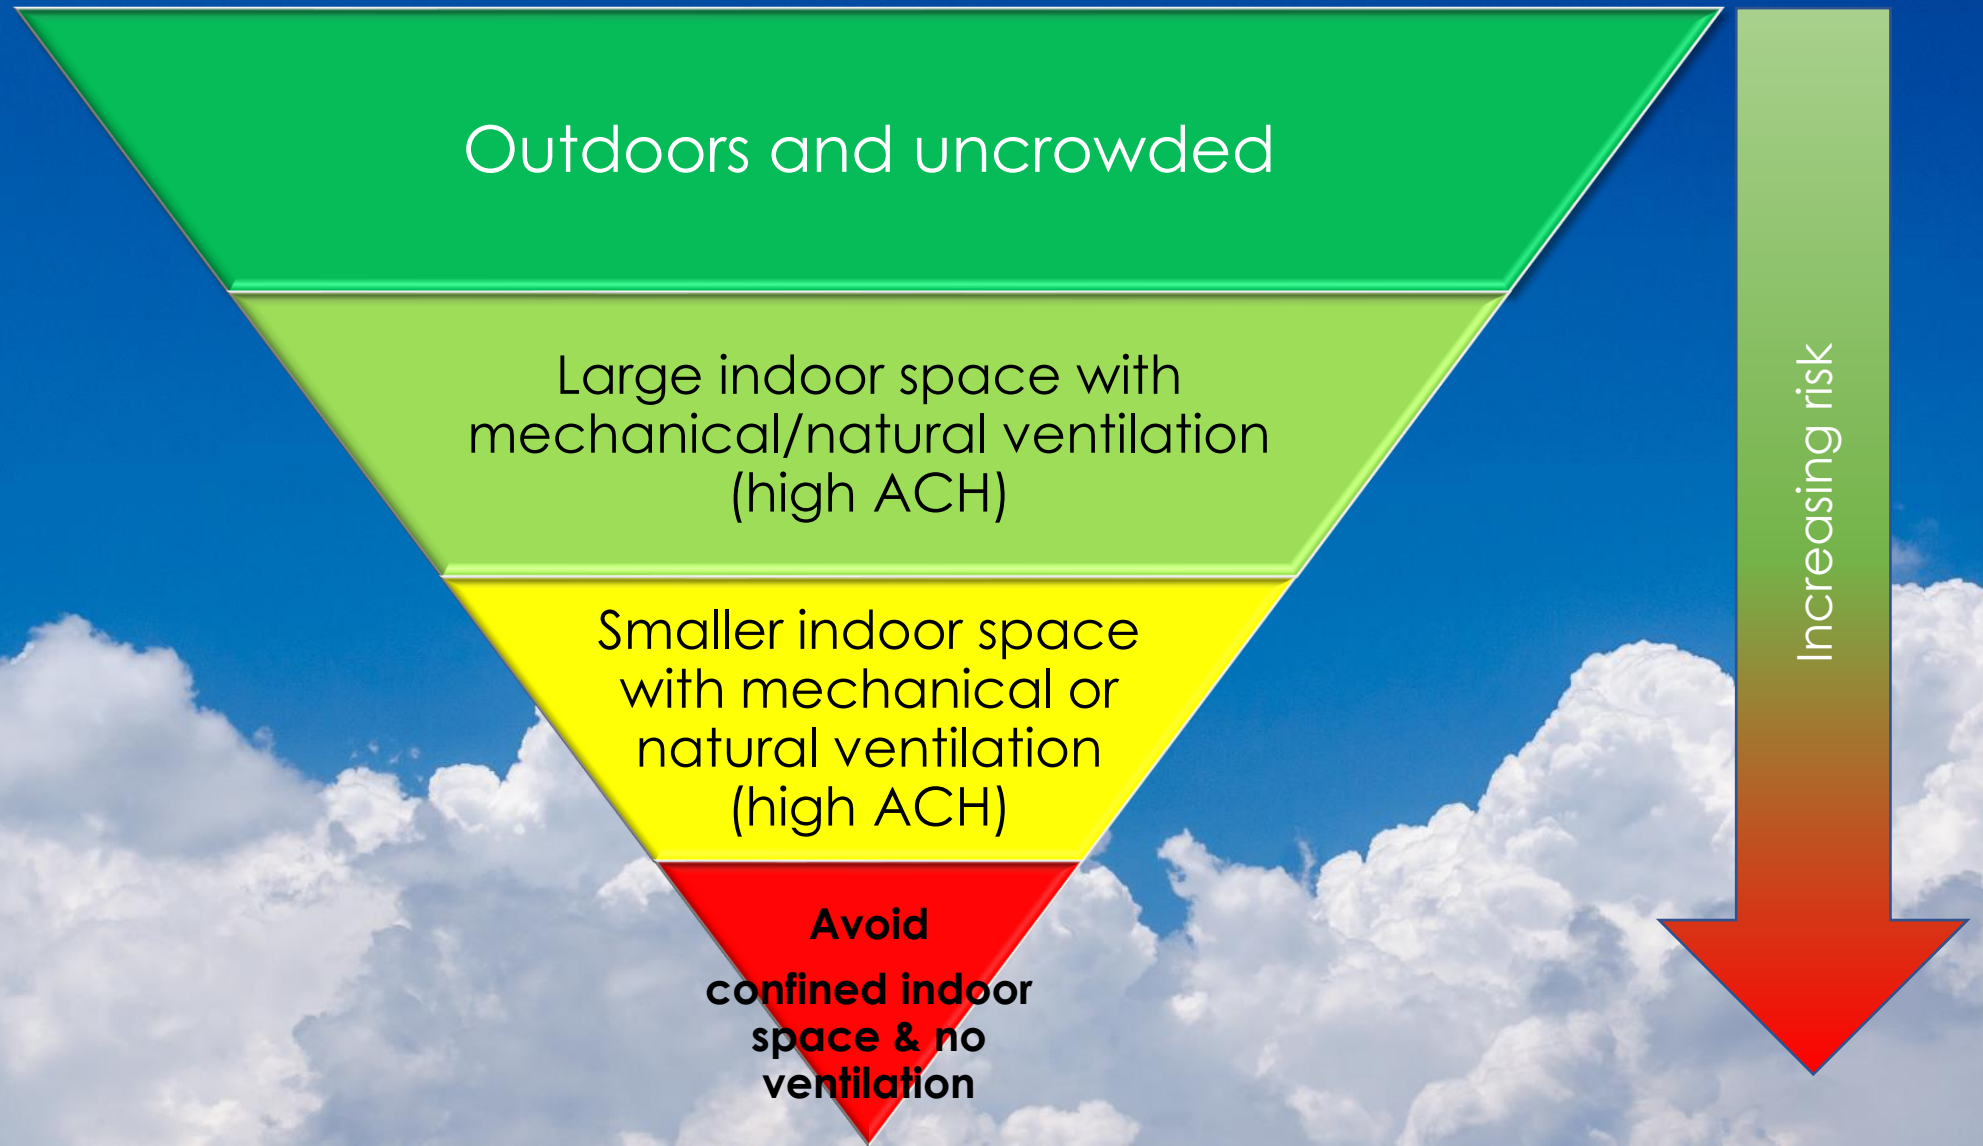 Outdoors and uncrowded
Large indoor space with
mechanical/natural ventilation
(high ACH)
Smaller indoor space
with mechanical or
natural ventilation
(high ACH)
Avoid
confined indoor
space & no
ventilation
Increasing risk